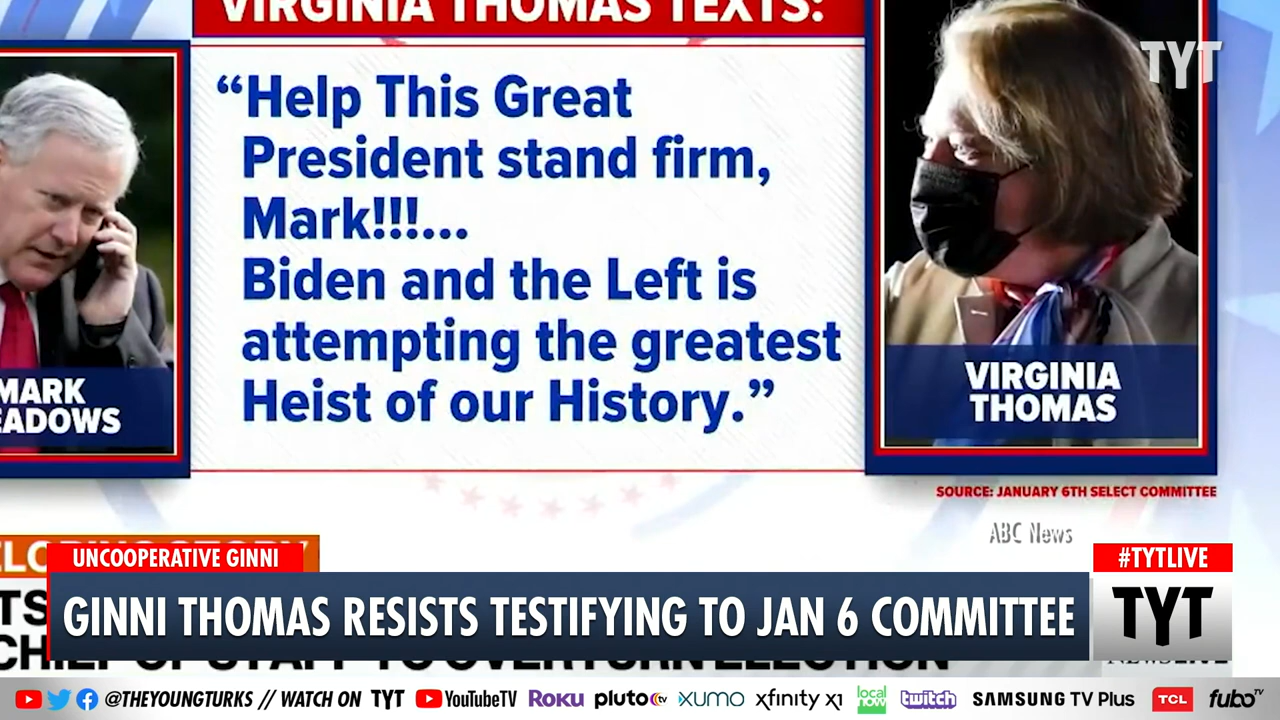 VIRGINIA THOMAS TEXTS:
TYT
“Help This Great
President stand firm,
Mark!!!...
Biden and the Left is
attempting the greatest
Heist of our History.”
MARK
EADOWS
VIRGINIA
THOMAS
SOURCE: JANUARY 6TH SELECT COMMITTEE
ABC News
UNCOOPERATIVE GINNI
#TYTLIVE
GINNI THOMAS RESISTS TESTIFYING TO JAN 6 COMMITTEE
TYT
@THEYOUNGTURKS // WATCH ON TYT YouTubeTV ROKU pluto tv XUMO xfinity x1 local now twitch SAMSUNG TV Plus TCL fubo TV